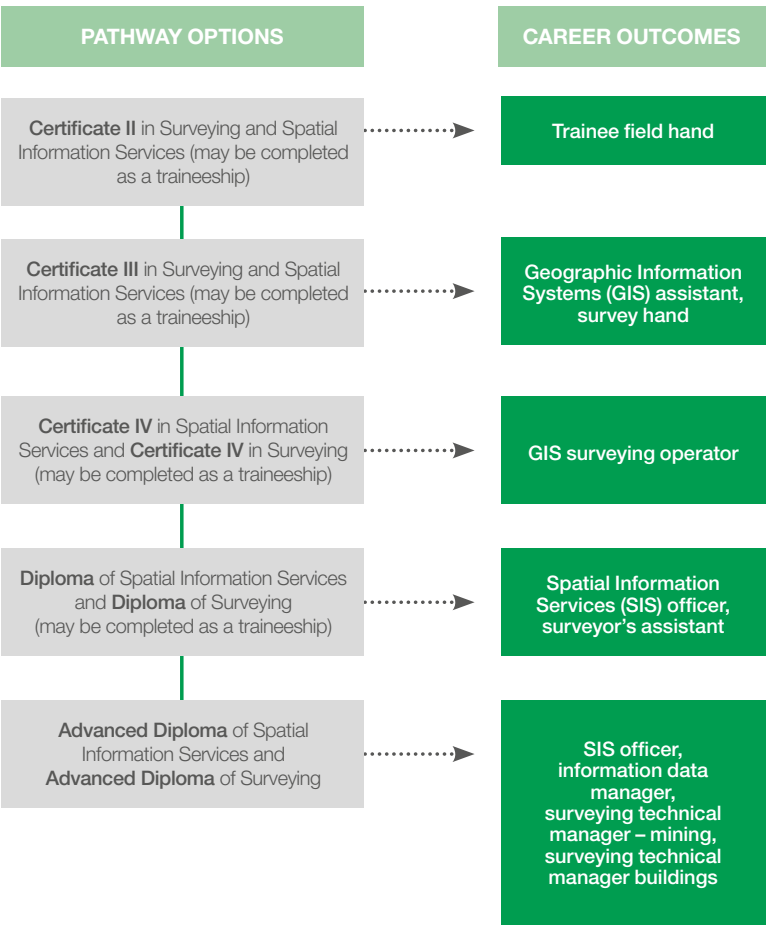 PATHWAY OPTIONS
CAREER OUTCOMES
Certificate II in Surveying and Spatial
Information Services (may be completed
as a traineeship)
Trainee field hand
Certificate III in Surveying and Spatial
Information Services (may be completed
as a traineeship)
Geographic Information
Systems (GIS) assistant,
survey hand
Certificate IV in Spatial Information
Services and Certificate IV in Surveying
(may be completed as a traineeship)
GIS surveying operator
Diploma of Spatial Information Services
and Diploma of Surveying
(may be completed as a traineeship)
Spatial Information
Services (SIS) officer,
surveyor's assistant
Advanced Diploma of Spatial
Information Services and
Advanced Diploma of Surveying
SIS officer,
information data
manager,
surveying technical
manager – mining,
surveying technical
manager buildings